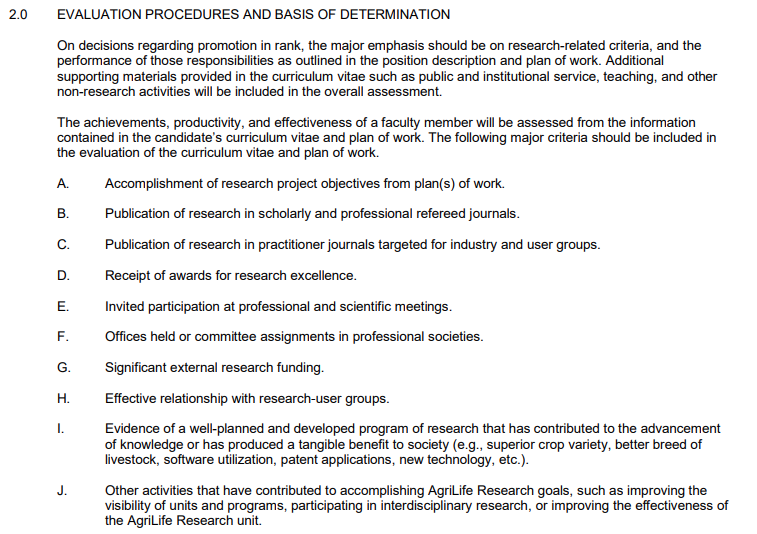 2.0 EVALUATION PROCEDURES AND BASIS OF DETERMINATION
On decisions regarding promotion in rank, the major emphasis should be on research-related criteria, and the
performance of those responsibilities as outlined in the position description and plan of work. Additional
supporting materials provided in the curriculum vitae such as public and institutional service, teaching, and other
non-research activities will be included in the overall assessment.
The achievements, productivity, and effectiveness of a faculty member will be assessed from the information
contained in the candidate's curriculum vitae and plan of work. The following major criteria should be included in
the evaluation of the curriculum vitae and plan of work.
A. Accomplishment of research project objectives from plan(s) of work.
B. Publication of research in scholarly and professional refereed journals.
C. Publication of research in practitioner journals targeted for industry and user groups.
D. Receipt of awards for research excellence.
E. Invited participation at professional and scientific meetings.
F. Offices held or committee assignments in professional societies.
G. Significant external research funding.
H. Effective relationship with research-user groups.
I. Evidence of a well-planned and developed program of research that has contributed to the advancement
of knowledge or has produced a tangible benefit to society (e.g., superior crop variety, better breed of
livestock, software utilization, patent applications, new technology, etc.).
J. Other activities that have contributed to accomplishing AgriLife Research goals, such as improving the
visibility of units and programs, participating in interdisciplinary research, or improving the effectiveness of
the AgriLife Research unit.